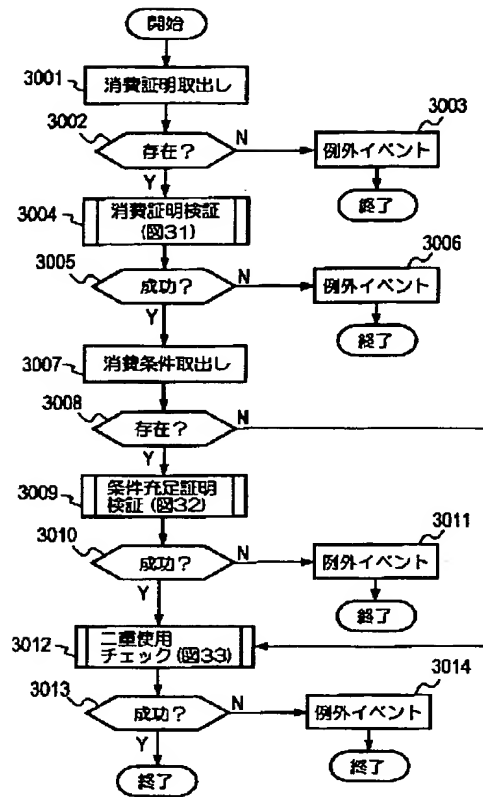 開始
3001
消費証明取出し
3002
存在?
N
3003
例外イベント
Y
終了
3004
消費証明検証
(図31)
3005
成功?
N
3006
例外イベント
Y
終了
3007
消費条件取出し
3008
存在?
N
Y
3009
条件充足証明
検証 (図32)
3010
成功?
N
3011
例外イベント
Y
終了
3012
二重使用
チェック (図33)
3013
成功?
N
3014
例外イベント
Y
終了
終了